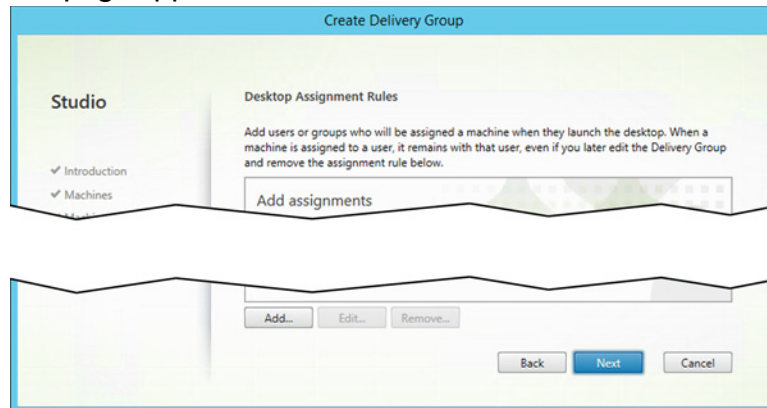 Create Delivery Group
Studio
Desktop Assignment Rules
Add users or groups who will be assigned a machine when they launch the desktop. When a
machine is assigned to a user, it remains with that user, even if you later edit the Delivery Group
and remove the assignment rule below.
✔ Introduction
✔ Machines
Add assignments
Add...
Edit...
Remove...
Back
Next
Cancel